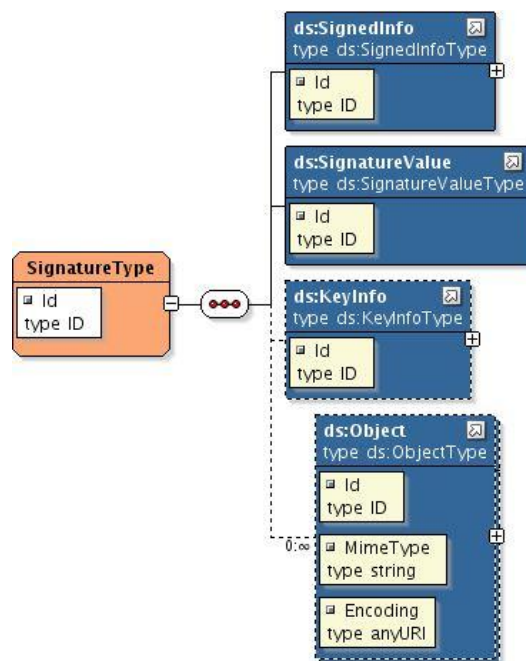 ds:SignedInfo
type ds:SignedInfoType
Id
type ID
ds:SignatureValue
type ds:SignatureValueType
Id
type ID
SignatureType
Id
type ID
ds:KeyInfo
type ds:KeyInfoType
Id
type ID
ds:Object
type ds:ObjectType
Id
type ID
0:∞
MimeType
type string
Encoding
type anyURI